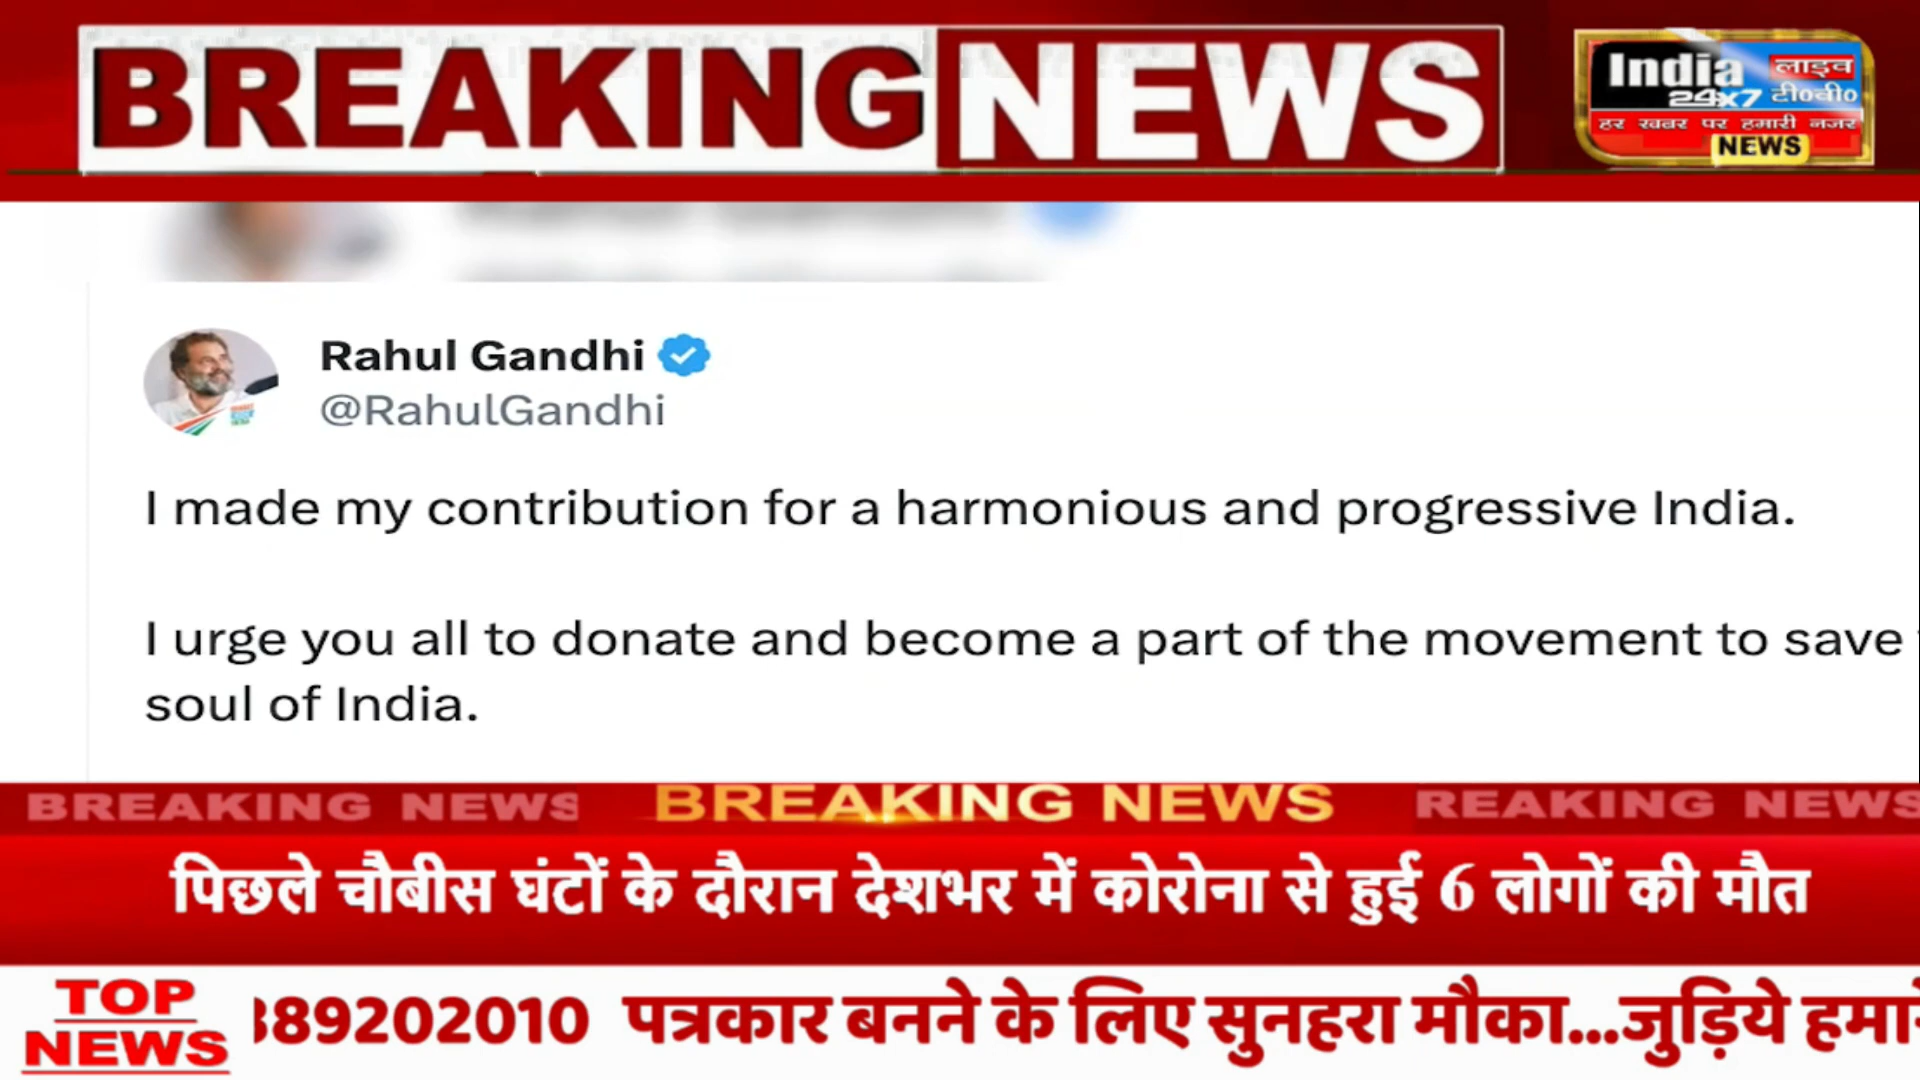 BREAKING NEWS
India लाइव
24x7 टी०वी०
हर खबर पर हमारी नजर
NEWS
Rahul Gandhi
@RahulGandhi
I made my contribution for a harmonious and progressive India.
I urge you all to donate and become a part of the movement to save
soul of India.
BREAKING NEWS BREAKING NEWS REAKING NEWS
पिछले चौबीस घंटों के दौरान देशभर में कोरोना से हुई 6 लोगों की मौत
TOP
NEWS
89202010 पत्रकार बनने के लिए सुनहरा मौका...जुड़िये